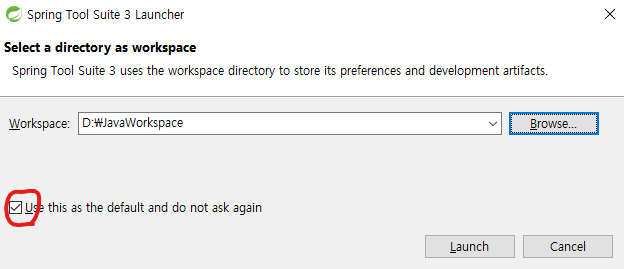 Spring Tool Suite 3 Launcher
Select a directory as workspace
Spring Tool Suite 3 uses the workspace directory to store its preferences and development artifacts.
Workspace: D:₩JavaWorkspace Browse...
Use this as the default and do not ask again
Launch Cancel